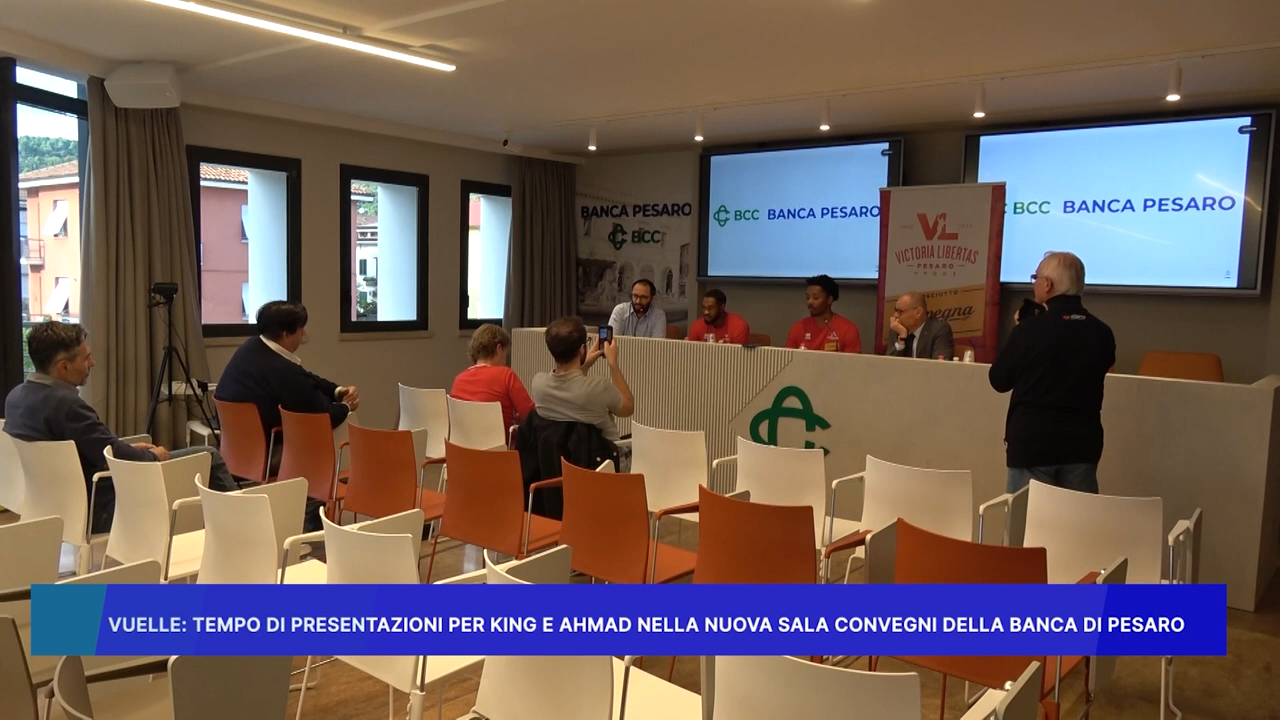 BANCA PESARO
BCC
BCC BANCA PESARO
VL
VICTORIA LIBERTAS
PESARO
BCC BANCA PESARO
VUELLE: TEMPO DI PRESENTAZIONI PER KING E AHMAD NELLA NUOVA SALA CONVEGNI DELLA BANCA DI PESARO